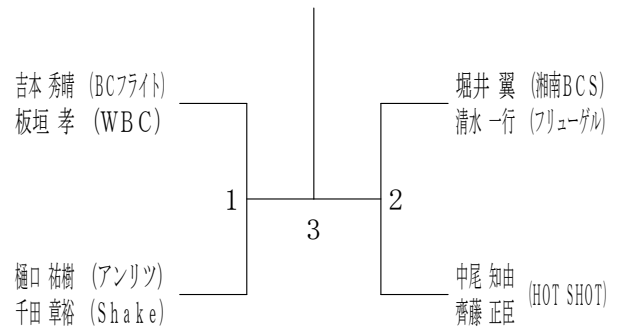 吉本 秀晴 (BCフライト)
板垣 孝 (WBC)
樋口 祐樹 (アンリツ)
千田 章裕 (Shake)
1
3
2
堀井 翼 (湘南BCS)
清水 一行 (フリューゲル)
中尾 知由
齊藤 正臣
(HOT SHOT)